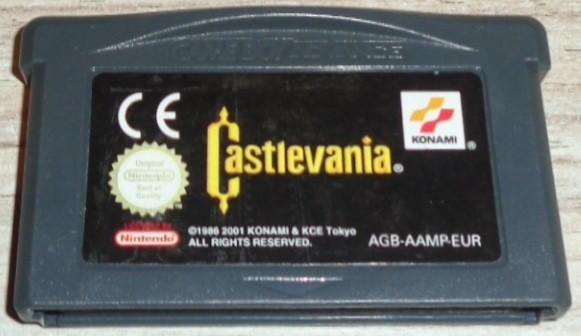 GAME BOY ADVANCE
CE
Castlevania®
KONAMI®
Original
Nintendo
Seal of
Quality
Nintendo
©1986 2001 KONAMI & KCE Tokyo
ALL RIGHTS RESERVED.
AGB-AAMP-EUR